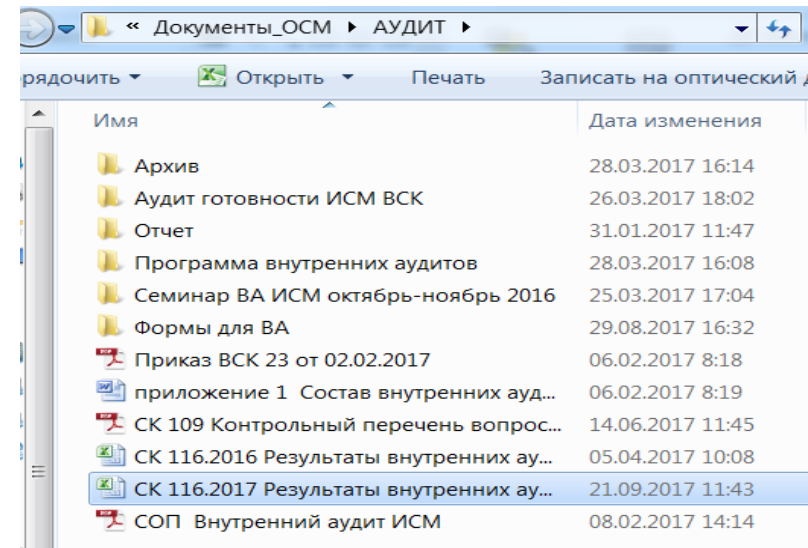 « Документы_ОСМ ▸ АУДИТ ▸
рядочить Открыть Печать Записать на оптический
Имя Дата изменения
Архив 28.03.2017 16:14
Аудит готовности ИСМ ВСК 26.03.2017 18:02
Отчет 31.01.2017 11:47
Программа внутренних аудитов 28.03.2017 16:08
Семинар ВА ИСМ октябрь-ноябрь 2016 25.03.2017 17:04
Формы для ВА 29.08.2017 16:32
Приказ ВСК 23 от 02.02.2017 06.02.2017 8:18
приложение 1 Состав внутренних ауд... 06.02.2017 8:19
СК 109 Контрольный перечень вопрос... 14.06.2017 11:45
СК 116.2016 Результаты внутренних ау... 05.04.2017 10:08
СК 116.2017 Результаты внутренних ау... 21.09.2017 11:43
СОП Внутренний аудит ИСМ 08.02.2017 14:14